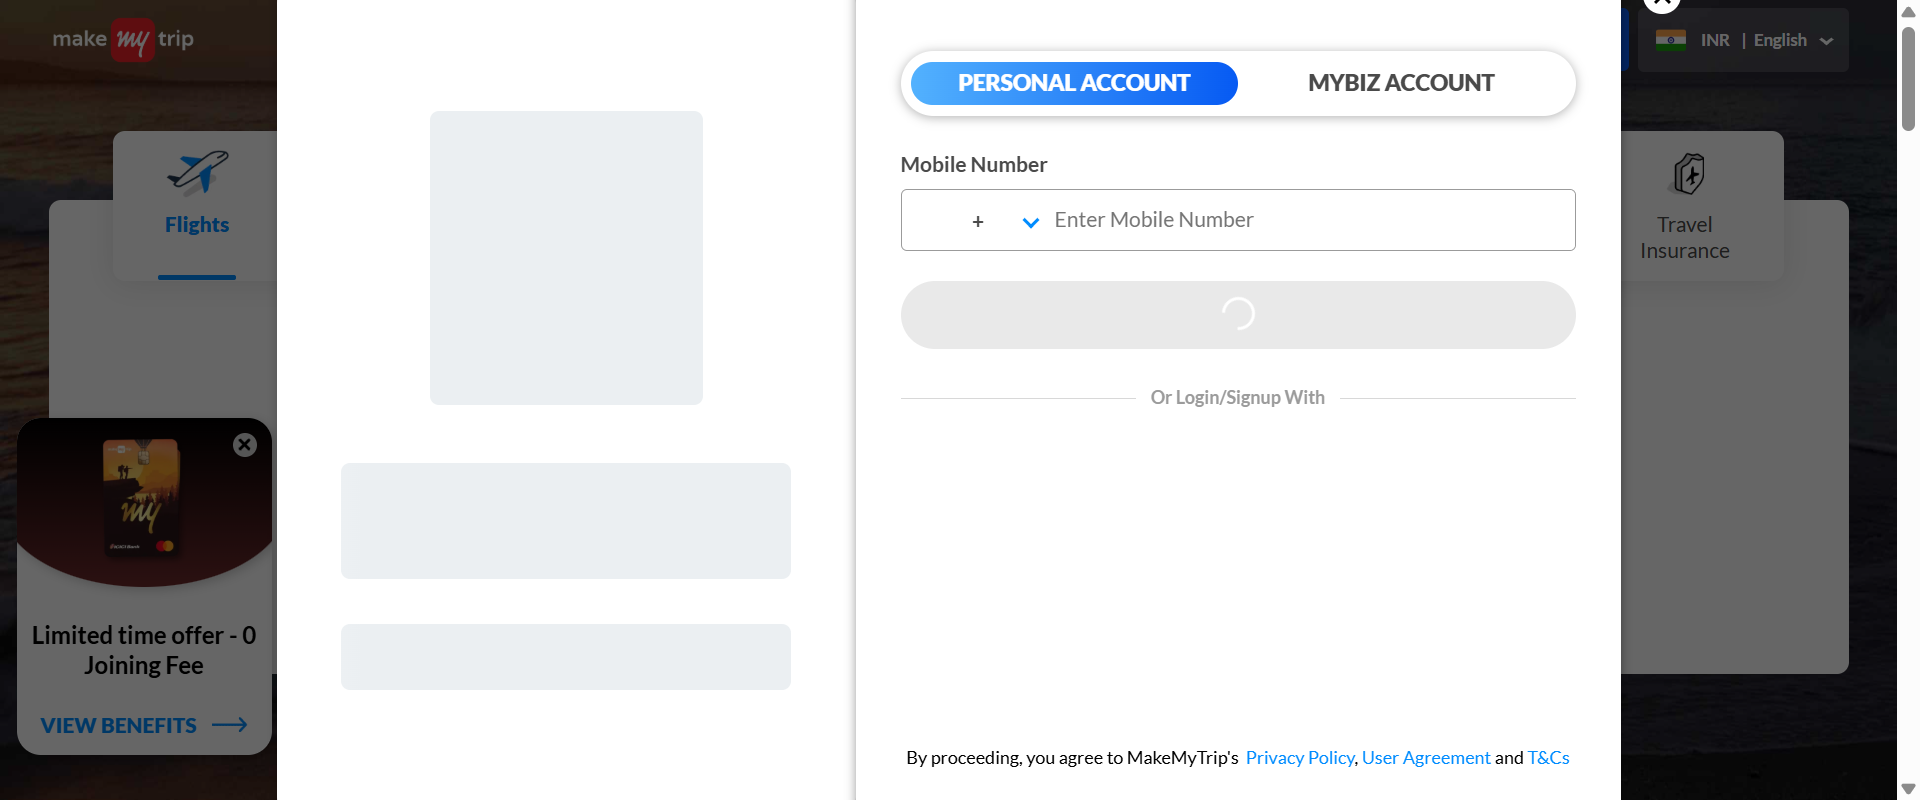 make my trip
INR | English
PERSONAL ACCOUNT
MYBIZ ACCOUNT
Mobile Number
+
Enter Mobile Number
Or Login/Signup With
By proceeding, you agree to MakeMyTrip's Privacy Policy, User Agreement and T&Cs
Flights
Travel
Insurance
my
Limited time offer - 0
Joining Fee
VIEW BENEFITS